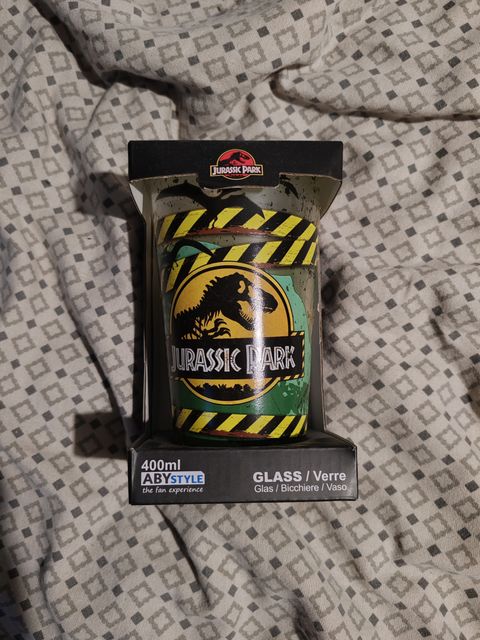 JURASSIC PARK
JURASSIC PARK
400ml
ABYSTYLE
the fan experience
GLASS / Verre
Glas / Bicchiere / Vaso